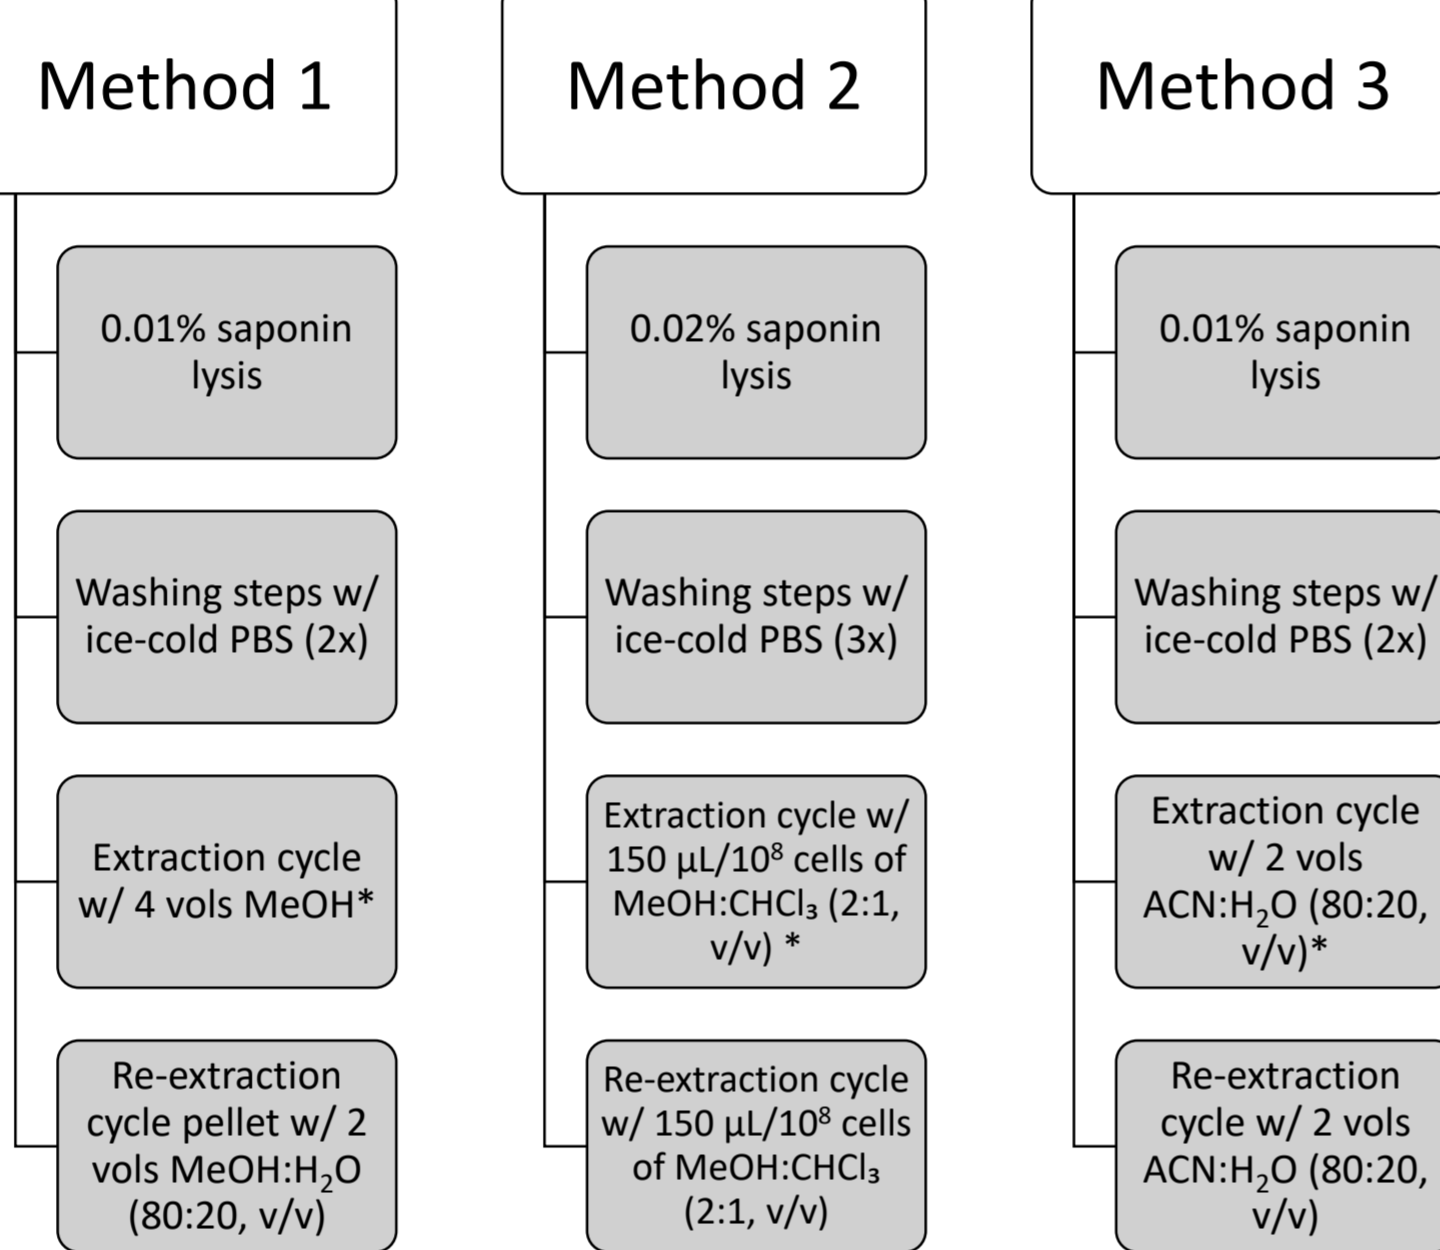 Method 1
0.01% saponin
lysis
Washing steps w/
ice-cold PBS (2x)
Extraction cycle
w/ 4 vols MeOH*
Re-extraction
cycle pellet w/ 2
vols MeOH:H₂O
(80:20, v/v)
Method 2
0.02% saponin
lysis
Washing steps w/
ice-cold PBS (3x)
Extraction cycle w/
150 µL/10⁸ cells of
MeOH:CHCl₃ (2:1,
v/v) *
Re-extraction cycle
w/ 150 µL/10⁸ cells
of MeOH:CHCl₃
(2:1, v/v)
Method 3
0.01% saponin
lysis
Washing steps w/
ice-cold PBS (2x)
Extraction cycle
w/ 2 vols
ACN:H₂O (80:20,
v/v)*
Re-extraction
cycle w/ 2 vols
ACN:H₂O (80:20,
v/v)